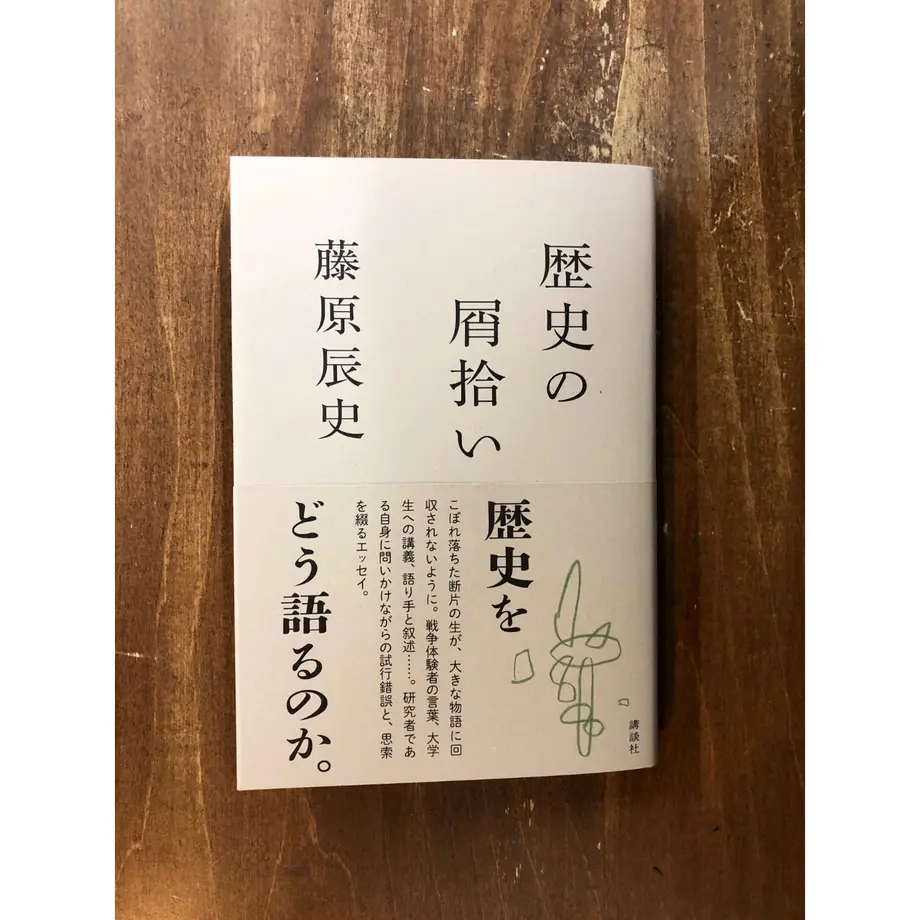 歴史の
屑拾い
藤原辰史
歴史を
どう語るのか。
こぼれ落ちた断片の生が、大きな物語に回
収されないように。戦争体験者の言葉、大学
生への講義、語り手と叙述……。研究者であ
る自身に問いかけながらの試行錯誤と、思索
を綴るエッセイ。
講談社